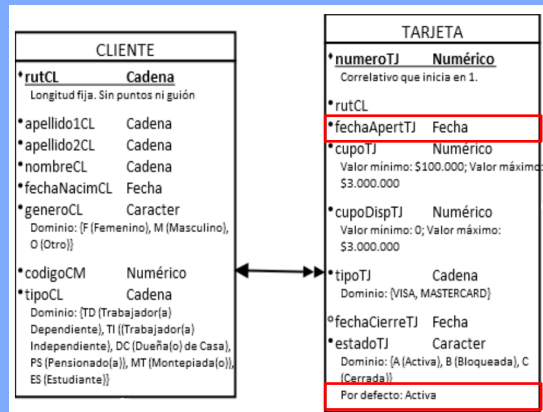 CLIENTE
rutCL Cadena
Longitud fija. Sin puntos ni guión
apellido1CL Cadena
apellido2CL Cadena
nombreCL Cadena
fechaNacimCL Fecha
generoCL Caracter
Dominio: {F (Femenino), M (Masculino),
O (Otro)}
codigoCM Numérico
tipoCL Cadena
Dominio: {TD (Trabajador(a)
Dependiente), TI ((Trabajador(a)
Independiente), DC (Dueña(o) de Casa),
PS (Pensionado(a)), MT (Montepiada(o)),
ES (Estudiante)}
TARJETA
numeroTJ Numérico
Correlativo que inicia en 1.
rutCL
fechaApertTJ Fecha
cupoTJ Numérico
Valor mínimo: $100.000; Valor máximo:
$3.000.000
cupoDispTJ Numérico
Valor mínimo: 0; Valor máximo:
$3.000.000
tipoTJ Cadena
Dominio: {VISA, MASTERCARD}
fechaCierreTJ Fecha
estadoTJ Caracter
Dominio: {A (Activa), B (Bloqueada), C
(Cerrada)}
Por defecto: Activa